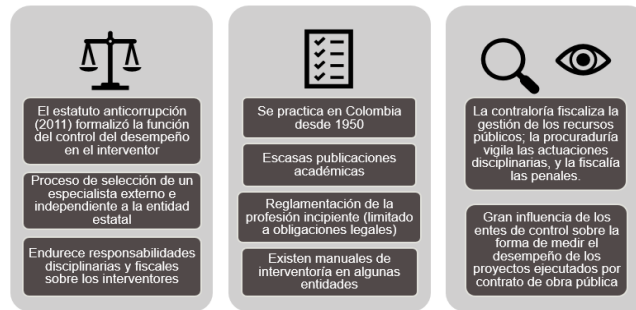 El estatuto anticorrupción
(2011) formalizó la función
del control del desempeño
en el interventor
Proceso de selección de un
especialista externo e
independiente a la entidad
estatal
Endurece responsabilidades
disciplinarias y fiscales
sobre los interventores
Se practica en Colombia
desde 1950
Escasas publicaciones
académicas
Reglamentación de la
profesión incipiente (limitado
a obligaciones legales)
Existen manuales de
interventoría en algunas
entidades
La contraloría fiscaliza la
gestión de los recursos
públicos; la procuraduría
vigila las actuaciones
disciplinarias, y la fiscalía
las penales.
Gran influencia de los
entes de control sobre la
forma de medir el
desempeño de los
proyectos ejecutados por
contrato de obra pública